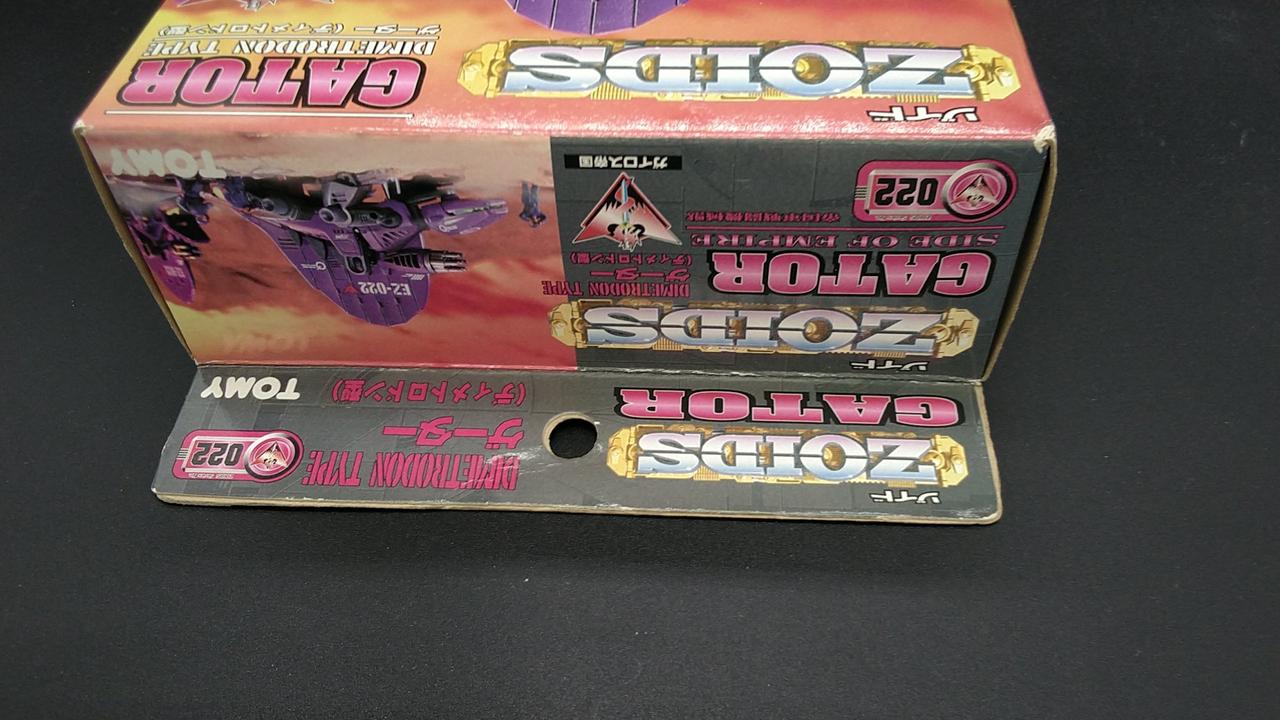 ゾイド
ZOIDS
GATOR
DIMETRODON TYPE
ゲーター
(ディメトロドン型)
022
TOMY
ゾイド
ZOIDS
GATOR
DIMETRODON TYPE
ゲーター
(ディメトロドン型)
SIDE OF EMPIRE
022
ガイロス帝国
EZ-022
TOMY
ゾイド
ZOIDS
GATOR
DIMETRODON TYPE
ゲーター (ディメトロドン型)